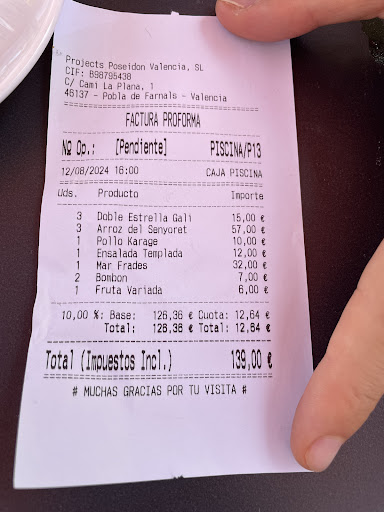 Projects Poseidon Valencia, SL
CIF: B98795438
C/ Cami La Plana, 1
46137 - Pobla de Farnals - Valencia
FACTURA PROFORMA
Nº Op.: [Pendiente] PISCINA/P13
12/08/2024 16:00 CAJA PISCINA
Uds. Producto Importe
3 Doble Estrella Gali 15,00 €
3 Arroz del Senyoret 57,00 €
1 Pollo Karage 10,00 €
1 Ensalada Templada 12,00 €
1 Mar Frades 32,00 €
2 Bombon 7,00 €
1 Fruta Variada 6,00 €
10,00 %: Base: 126,36 € Cuota: 12,64 €
Total: 126,36 € Total: 12,64 €
Total (Impuestos Incl.) 139,00 €
# MUCHAS GRACIAS POR TU VISITA #